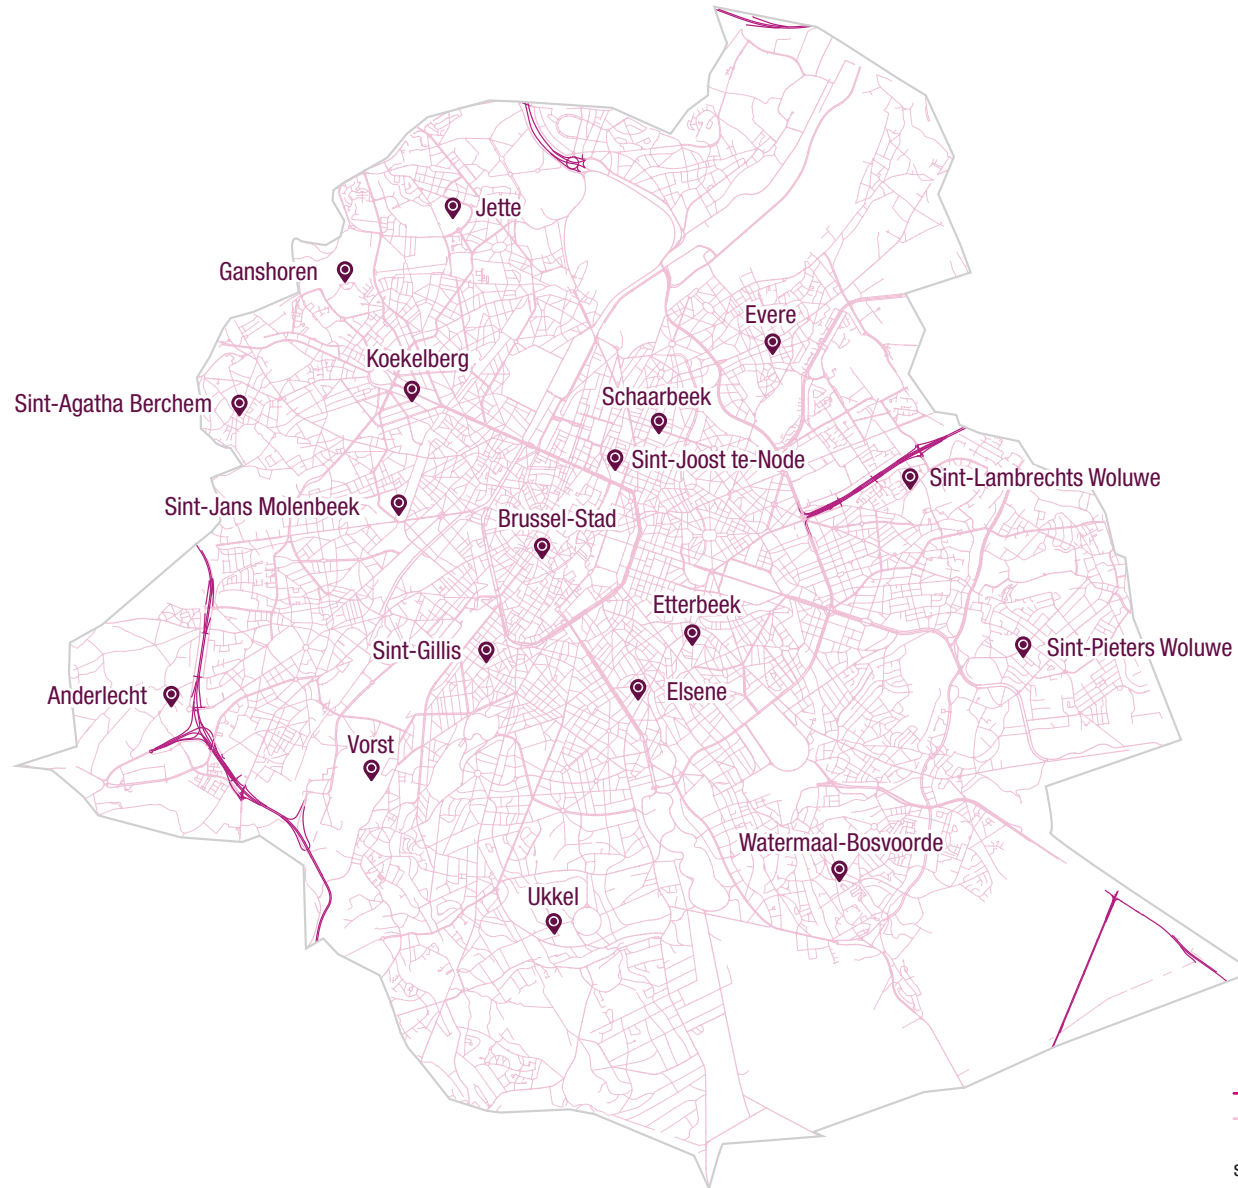 Jette
Ganshoren
Evere
Koekelberg
Schaarbeek
Sint-Agatha Berchem
Sint-Joost te-Node
Sint-Lambrechts Woluwe
Sint-Jans Molenbeek
Brussel-Stad
Etterbeek
Sint-Gillis
Sint-Pieters Woluwe
Anderlecht
Elsene
Vorst
Watermaal-Bosvoorde
Ukkel